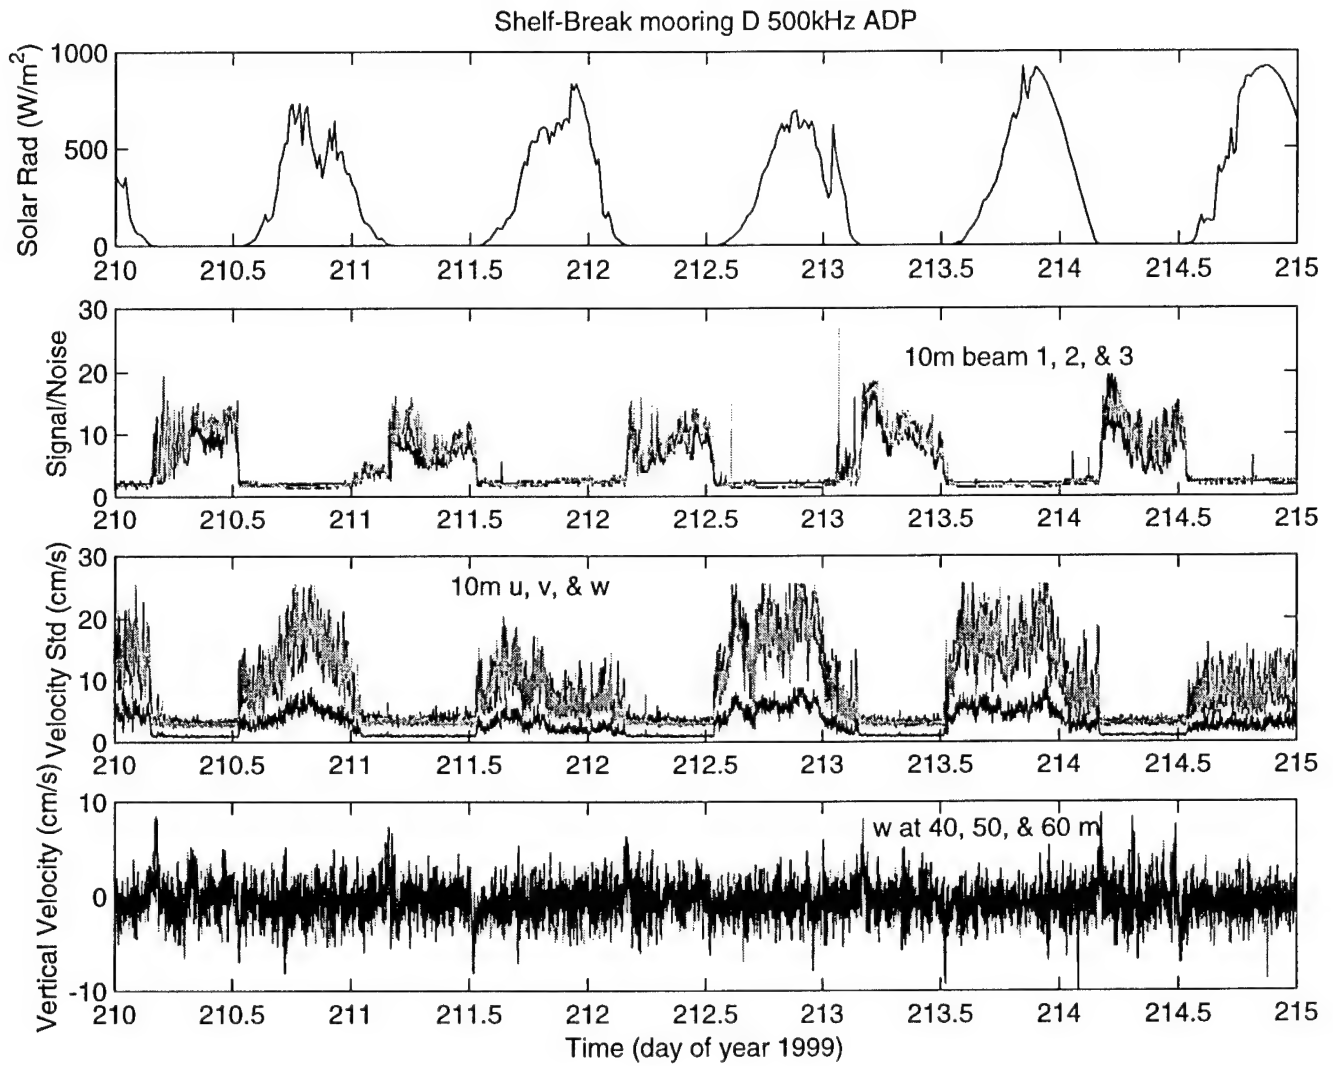 Shelf-Break mooring D 500kHz ADP
Solar Rad (W/m²)
1000
500
0
210 210.5 211 211.5 212 212.5 213 213.5 214 214.5 215
Signal/Noise
30
20
10
0
10m beam 1, 2, & 3
210 210.5 211 211.5 212 212.5 213 213.5 214 214.5 215
Velocity Std (cm/s)
30
20
10
0
10m u, v, & w
210 210.5 211 211.5 212 212.5 213 213.5 214 214.5 215
Vertical Velocity (cm/s)
10
0
-10
w at 40, 50, & 60 m
210 210.5 211 211.5 212 212.5 213 213.5 214 214.5 215
Time (day of year 1999)